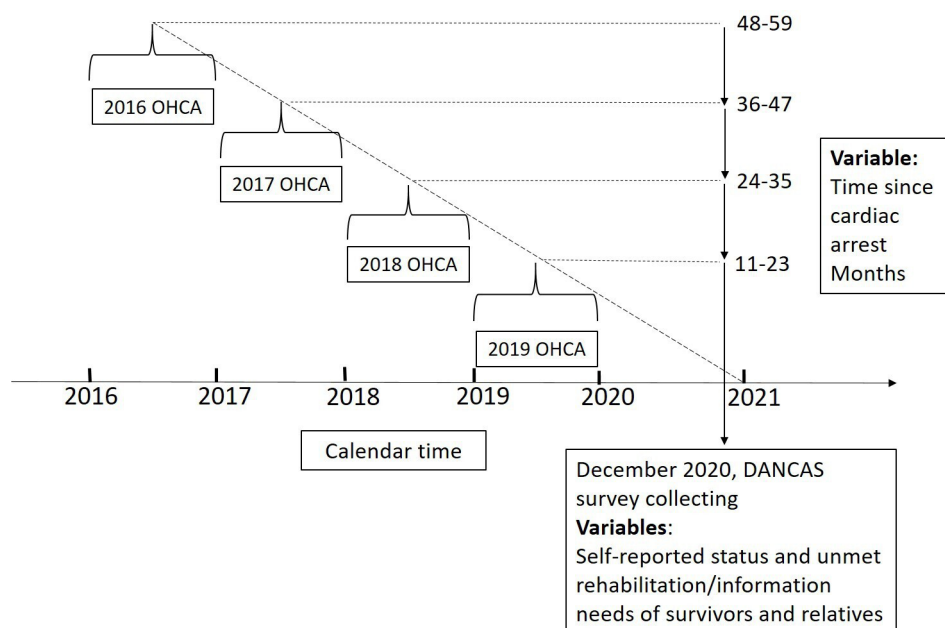 48-59
2016 OHCA
36-47
2017 OHCA
24-35
2018 OHCA
11-23
2019 OHCA
Variable:
Time since
cardiac
arrest
Months
2016
2017
2018
2019
2020
2021
Calendar time
December 2020, DANCAS
survey collecting
Variables:
Self-reported status and unmet
rehabilitation/information
needs of survivors and relatives